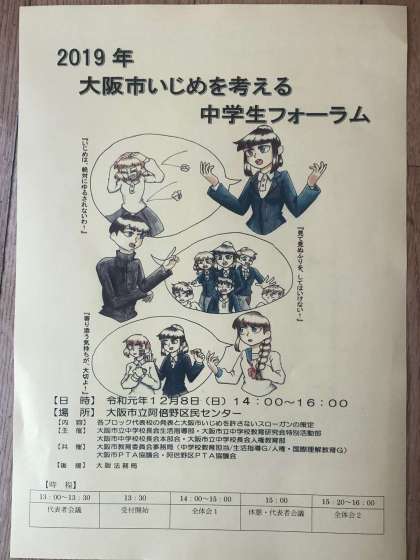 2019年
大阪市いじめを考える
中学生フォーラム
『いじめは、絶対にゆるされないわ！』
『見て見ぬふりを、してはいけない！』
『寄り添う気持ちが、大切よ！』
【日　時】　令和元年12月8日（日）14：00～16：00
【場　所】　大阪市立阿倍野区民センター
【内　容】　各ブロック代表校の発表と大阪市いじめを許さないスローガンの策定
【主　催】　大阪市立中学校長会生活指導部・大阪市立中学校教育研究会特別活動部
大阪市中学校長会本部会・大阪市立中学校長会人権教育部
【共　催】　大阪市教育委員会事務局（中学校教育担当/生活指導G/人権・国際理解教育G）
大阪市PTA協議会・阿倍野区PTA協議会
【後　援】　大阪法務局
【時　程】
13：00～13：30　13：30　14：00～15：00　15：00　15：20～16：00
代表者会議　受付開始　全体会1　休憩・代表者会議　全体会2